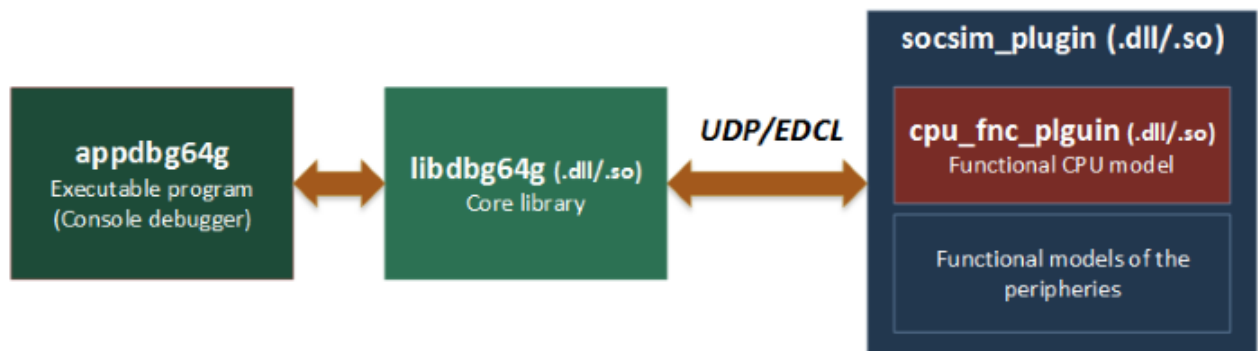 appdbg64g
Executable program
(Console debugger)
libdbg64g (.dll/.so)
Core library
UDP/EDCL
socsim_plugin (.dll/.so)
cpu_fnc_plguin (.dll/.so)
Functional CPU model
Functional models of the
peripheries